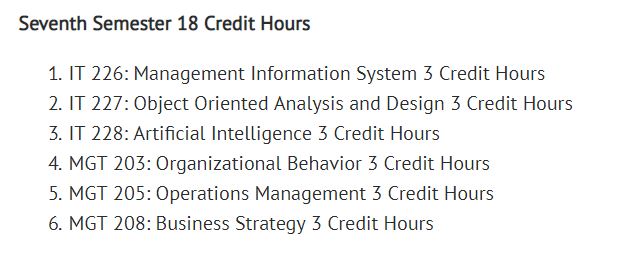 Seventh Semester 18 Credit Hours
1. IT 226: Management Information System 3 Credit Hours
2. IT 227: Object Oriented Analysis and Design 3 Credit Hours
3. IT 228: Artificial Intelligence 3 Credit Hours
4. MGT 203: Organizational Behavior 3 Credit Hours
5. MGT 205: Operations Management 3 Credit Hours
6. MGT 208: Business Strategy 3 Credit Hours